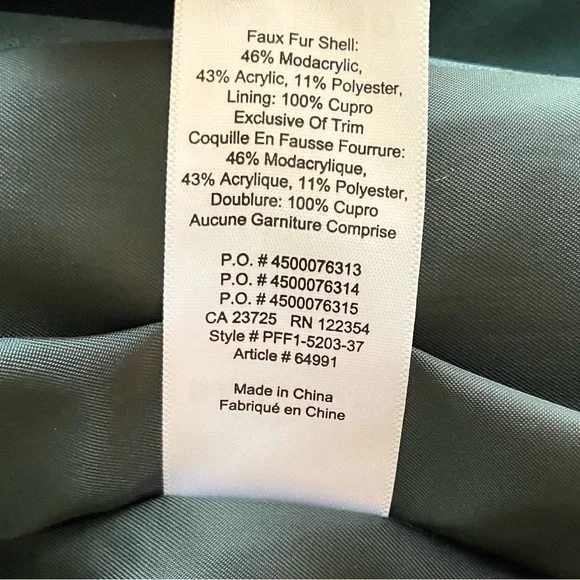 Faux Fur Shell:
46% Modacrylic,
43% Acrylic, 11% Polyester,
Lining: 100% Cupro
Exclusive Of Trim
Coquille En Fausse Fourrure:
46% Modacrylique,
43% Acrylique, 11% Polyester,
Doublure: 100% Cupro
Aucune Garniture Comprise
P.O. # 4500076313
P.O. # 4500076314
P.O. # 4500076315
CA 23725 RN 122354
Style # PFF1-5203-37
Article # 64991
Made in China
Fabriqué en Chine